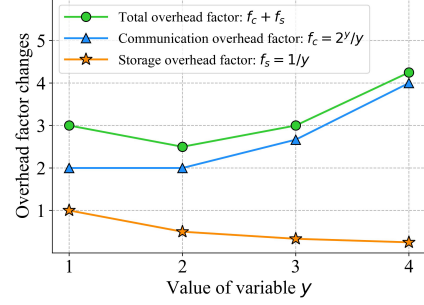 Total overhead factor: f_c + f_s
Communication overhead factor: f_c = 2^y/y
Storage overhead factor: f_s = 1/y
Overhead factor changes
5
4
3
2
1
1 2 3 4
Value of variable y